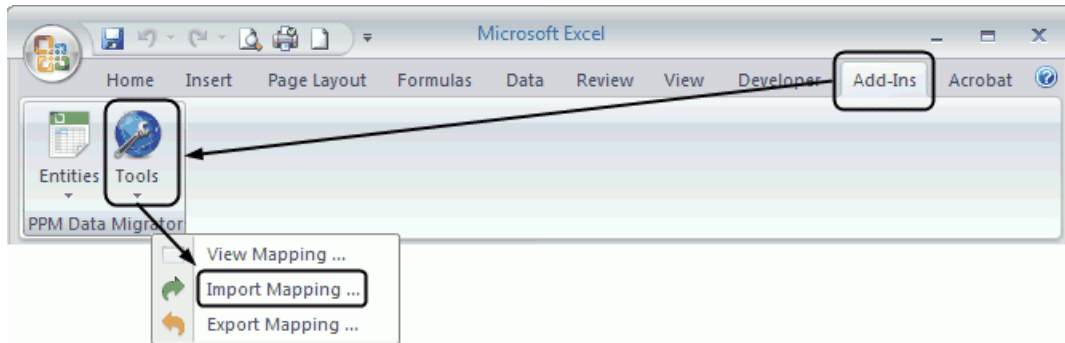 Microsoft Excel
Home Insert Page Layout Formulas Data Review View Developer Add-Ins Acrobat
Entities Tools
PPM Data Migrator
View Mapping ...
Import Mapping ...
Export Mapping ...